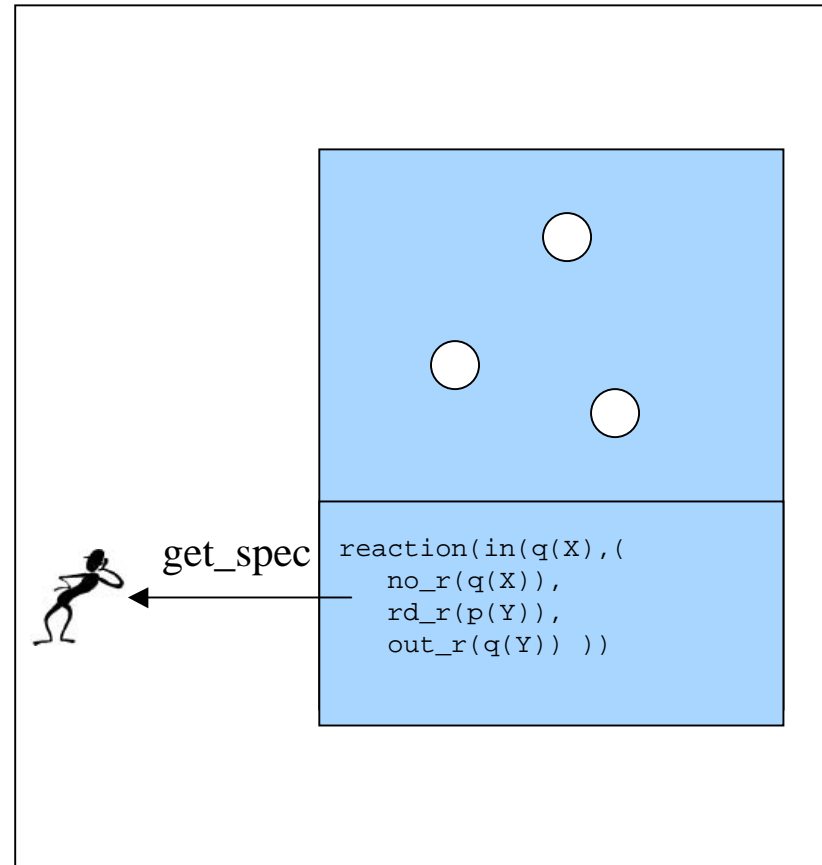 get_spec
reaction(in(q(X),(
no_r(q(X)),
rd_r(p(Y)),
out_r(q(Y)) ))